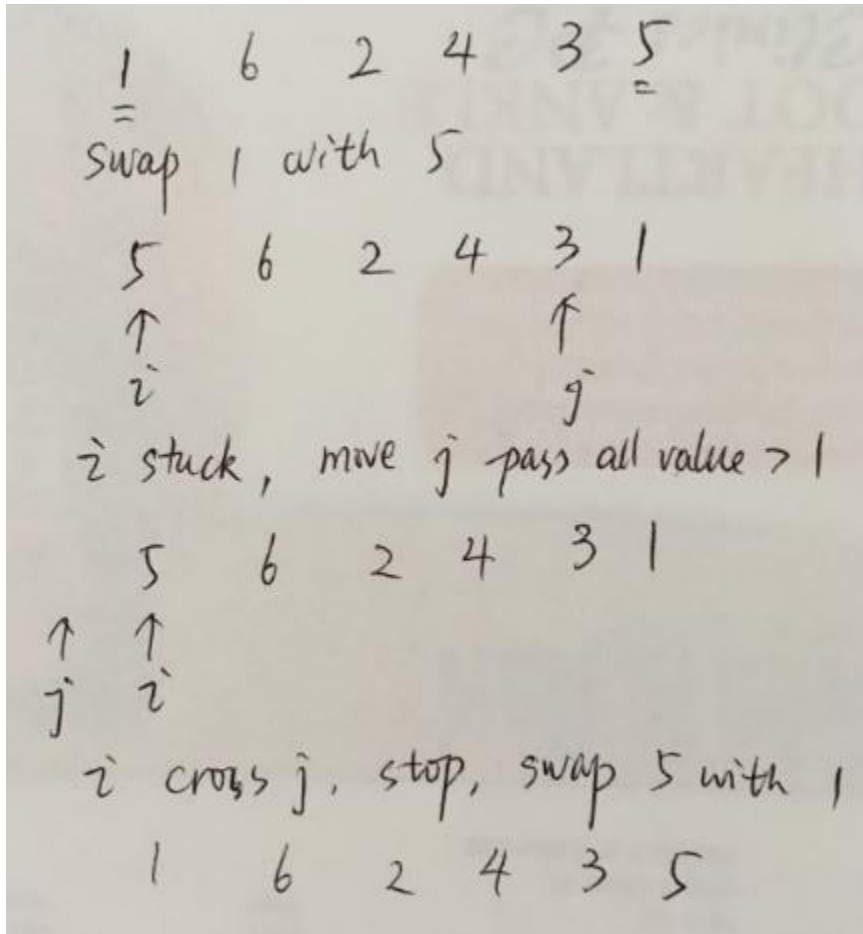 1 6 2 4 3 5
swap 1 with 5
5 6 2 4 3 1
↑ ↑
i j
i stuck, move j pass all value > 1
5 6 2 4 3 1
↑ ↑
j i
i cross j. stop, swap 5 with 1
1 6 2 4 3 5